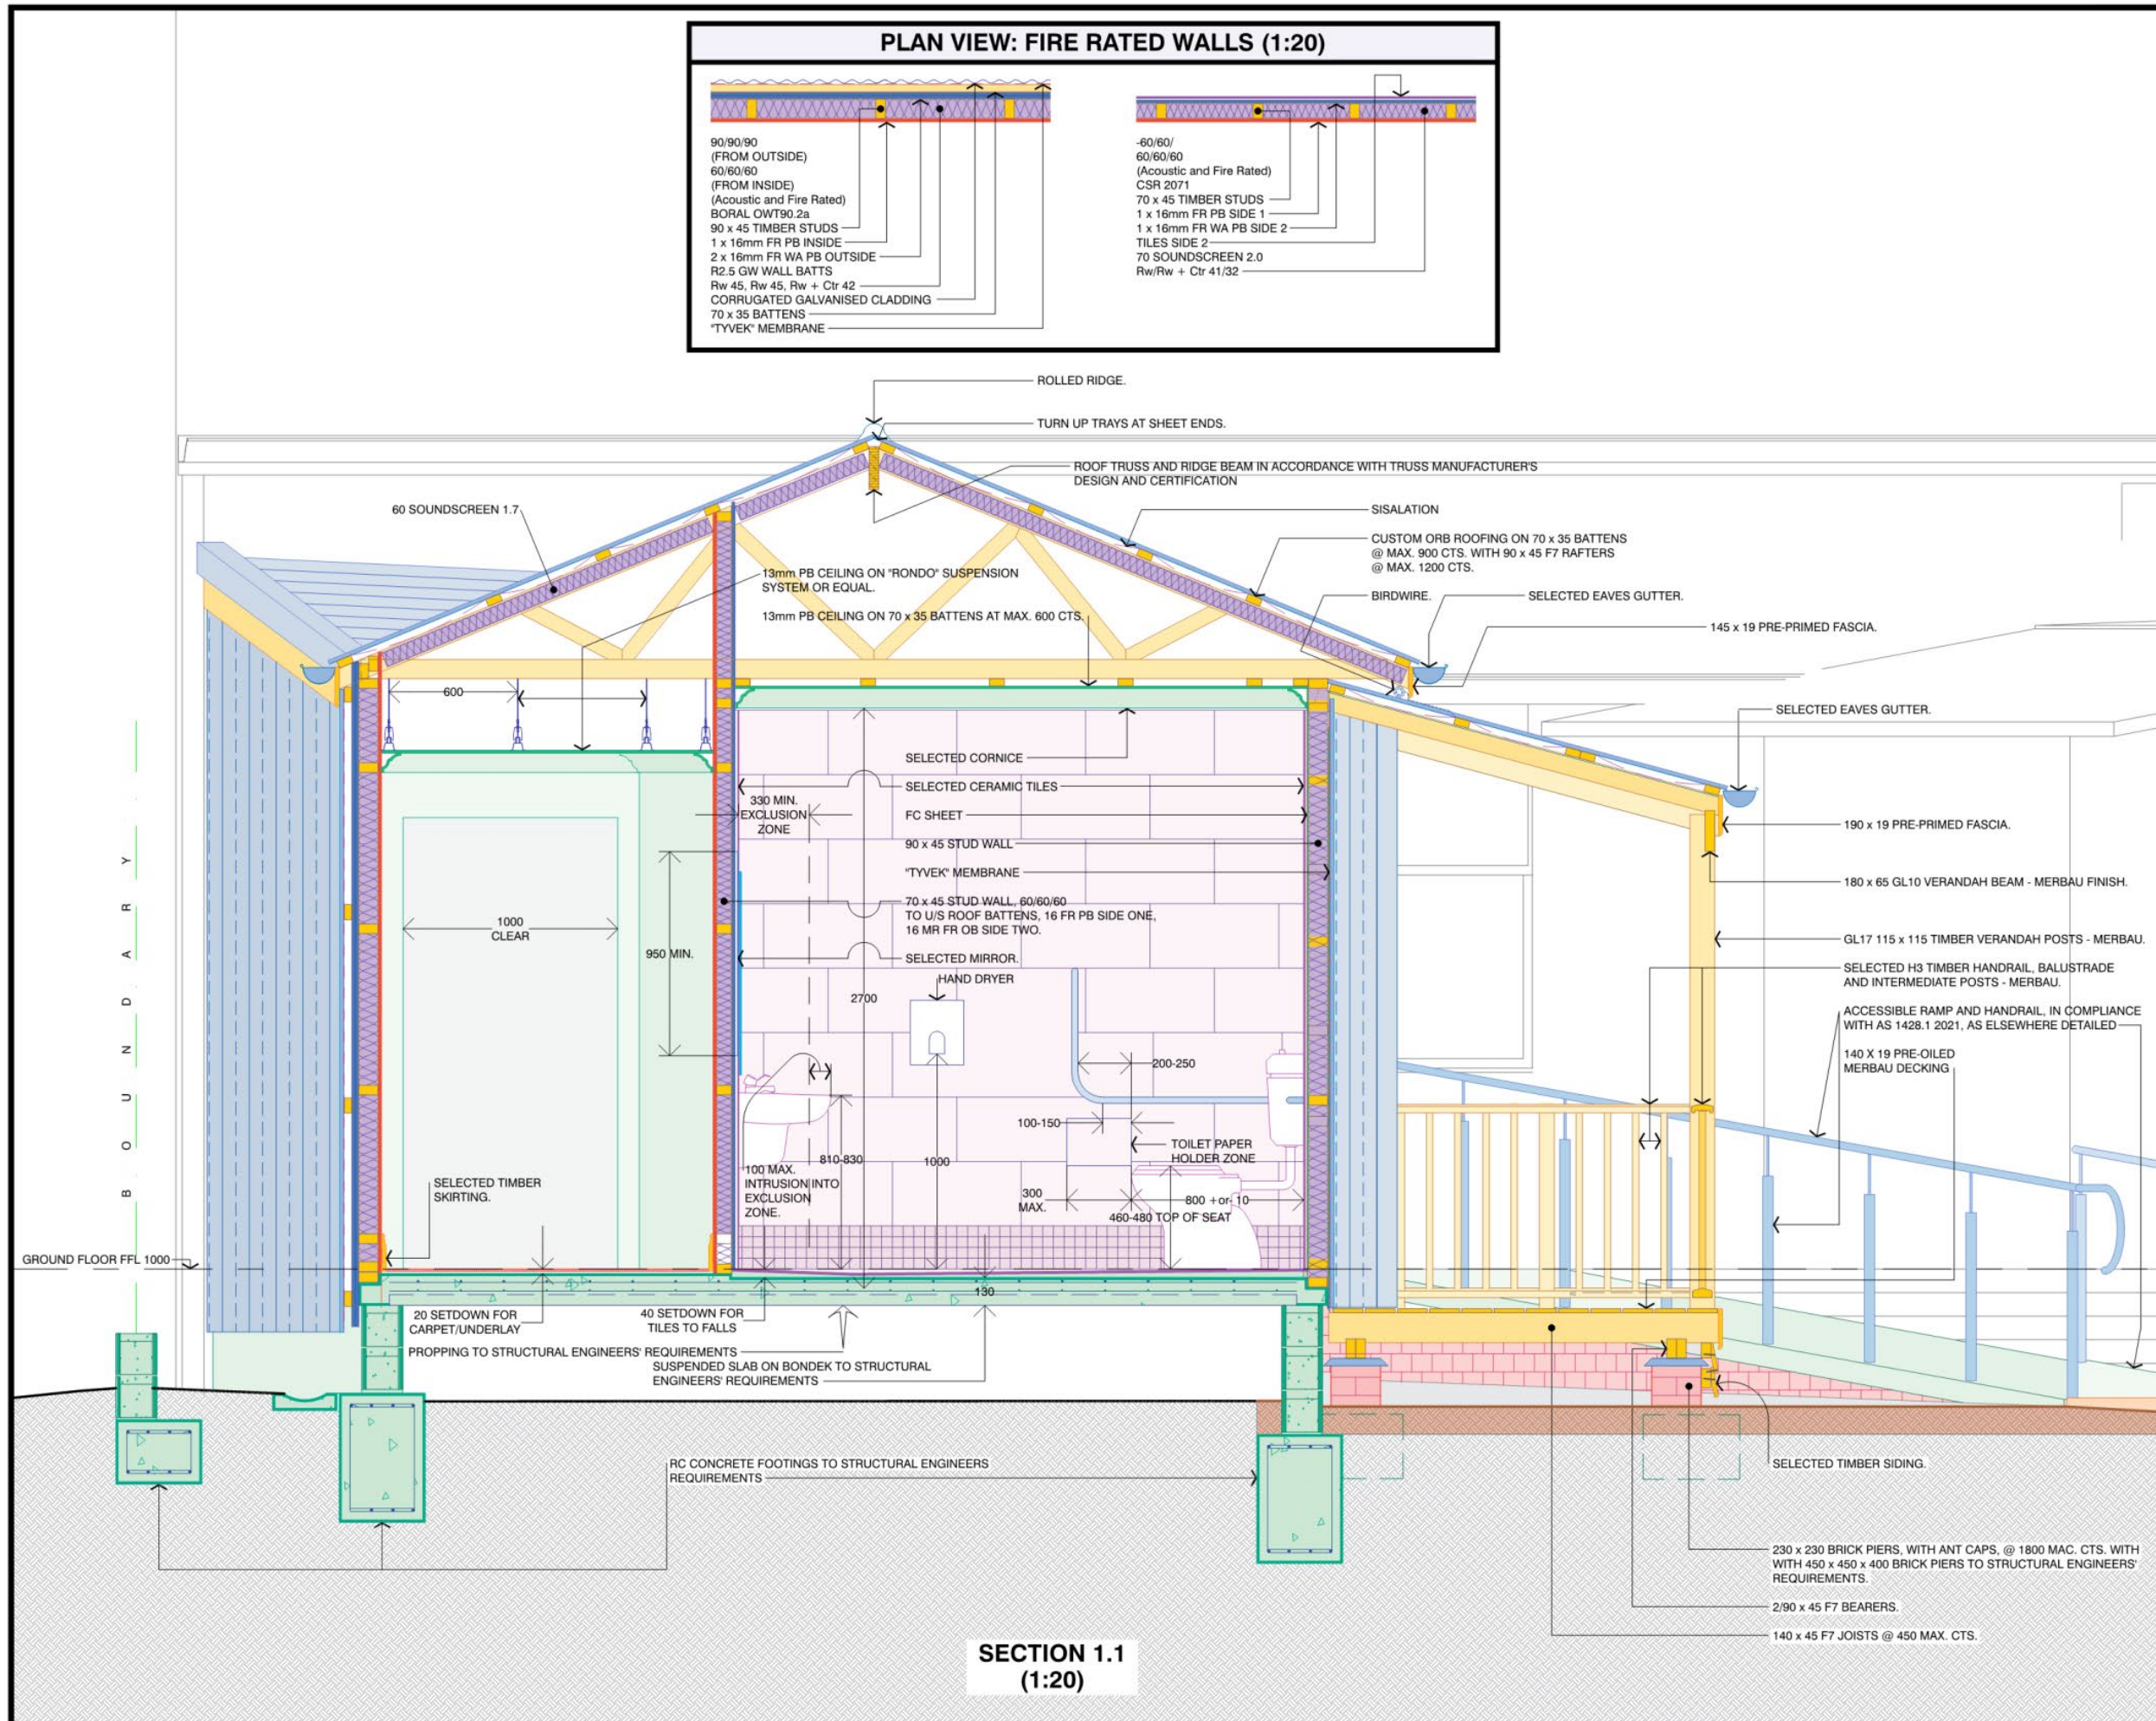 PLAN VIEW: FIRE RATED WALLS (1:20)
90/90/90
(FROM OUTSIDE)
60/60/60
(FROM INSIDE)
(Acoustic and Fire Rated)
BORAL OWT90.2a
90 x 45 TIMBER STUDS
1 x 16mm FR PB INSIDE
2 x 16mm FR WA PB OUTSIDE
R2.5 GW WALL BATTS
Rw 45, Rw 45, Rw + Ctr 42
CORRUGATED GALVANISED CLADDING
70 x 35 BATTENS
"TYVEK" MEMBRANE
-60/60/
60/60/60
(Acoustic and Fire Rated)
CSR 2071
70 x 45 TIMBER STUDS
1 x 16mm FR PB SIDE 1
1 x 16mm FR WA PB SIDE 2
TILES SIDE 2
70 SOUNDSCREEN 2.0
Rw/Rw + Ctr 41/32
ROLLED RIDGE.
TURN UP TRAYS AT SHEET ENDS.
ROOF TRUSS AND RIDGE BEAM IN ACCORDANCE WITH TRUSS MANUFACTURER'S
DESIGN AND CERTIFICATION
60 SOUNDSCREEN 1.7
SISALATION
CUSTOM ORB ROOFING ON 70 x 35 BATTENS
@ MAX. 900 CTS. WITH 90 x 45 F7 RAFTERS
@ MAX. 1200 CTS.
13mm PB CEILING ON "RONDO" SUSPENSION
SYSTEM OR EQUAL.
BIRDWIRE.
SELECTED EAVES GUTTER.
13mm PB CEILING ON 70 x 35 BATTENS AT MAX. 600 CTS.
145 x 19 PRE-PRIMED FASCIA.
600
SELECTED EAVES GUTTER.
SELECTED CORNICE
SELECTED CERAMIC TILES
330 MIN.
EXCLUSION
ZONE
FC SHEET
190 x 19 PRE-PRIMED FASCIA.
90 x 45 STUD WALL
"TYVEK" MEMBRANE
180 x 65 GL10 VERANDAH BEAM - MERBAU FINISH.
70 x 45 STUD WALL, 60/60/60
TO U/S ROOF BATTENS, 16 FR PB SIDE ONE,
16 MR FR OB SIDE TWO.
1000
CLEAR
950 MIN.
SELECTED MIRROR.
GL17 115 x 115 TIMBER VERANDAH POSTS - MERBAU.
HAND DRYER
SELECTED H3 TIMBER HANDRAIL, BALUSTRADE
AND INTERMEDIATE POSTS - MERBAU.
2700
ACCESSIBLE RAMP AND HANDRAIL, IN COMPLIANCE
WITH AS 1428.1 2021, AS ELSEWHERE DETAILED
140 X 19 PRE-OILED
MERBAU DECKING
200-250
100-150
TOILET PAPER
HOLDER ZONE
810-830
1000
100 MAX.
INTRUSION INTO
EXCLUSION
ZONE.
300
MAX.
800 +or- 10
460-480 TOP OF SEAT
SELECTED TIMBER
SKIRTING.
BOUNDARY
GROUND FLOOR FFL 1000
130
20 SETDOWN FOR
CARPET/UNDERLAY
40 SETDOWN FOR
TILES TO FALLS
PROPPING TO STRUCTURAL ENGINEERS' REQUIREMENTS
SUSPENDED SLAB ON BONDEK TO STRUCTURAL
ENGINEERS' REQUIREMENTS
RC CONCRETE FOOTINGS TO STRUCTURAL ENGINEERS
REQUIREMENTS
SELECTED TIMBER SIDING.
230 x 230 BRICK PIERS, WITH ANT CAPS, @ 1800 MAC. CTS. WITH
WITH 450 x 450 x 400 BRICK PIERS TO STRUCTURAL ENGINEERS'
REQUIREMENTS.
2/90 x 45 F7 BEARERS.
140 x 45 F7 JOISTS @ 450 MAX. CTS.
SECTION 1.1
(1:20)